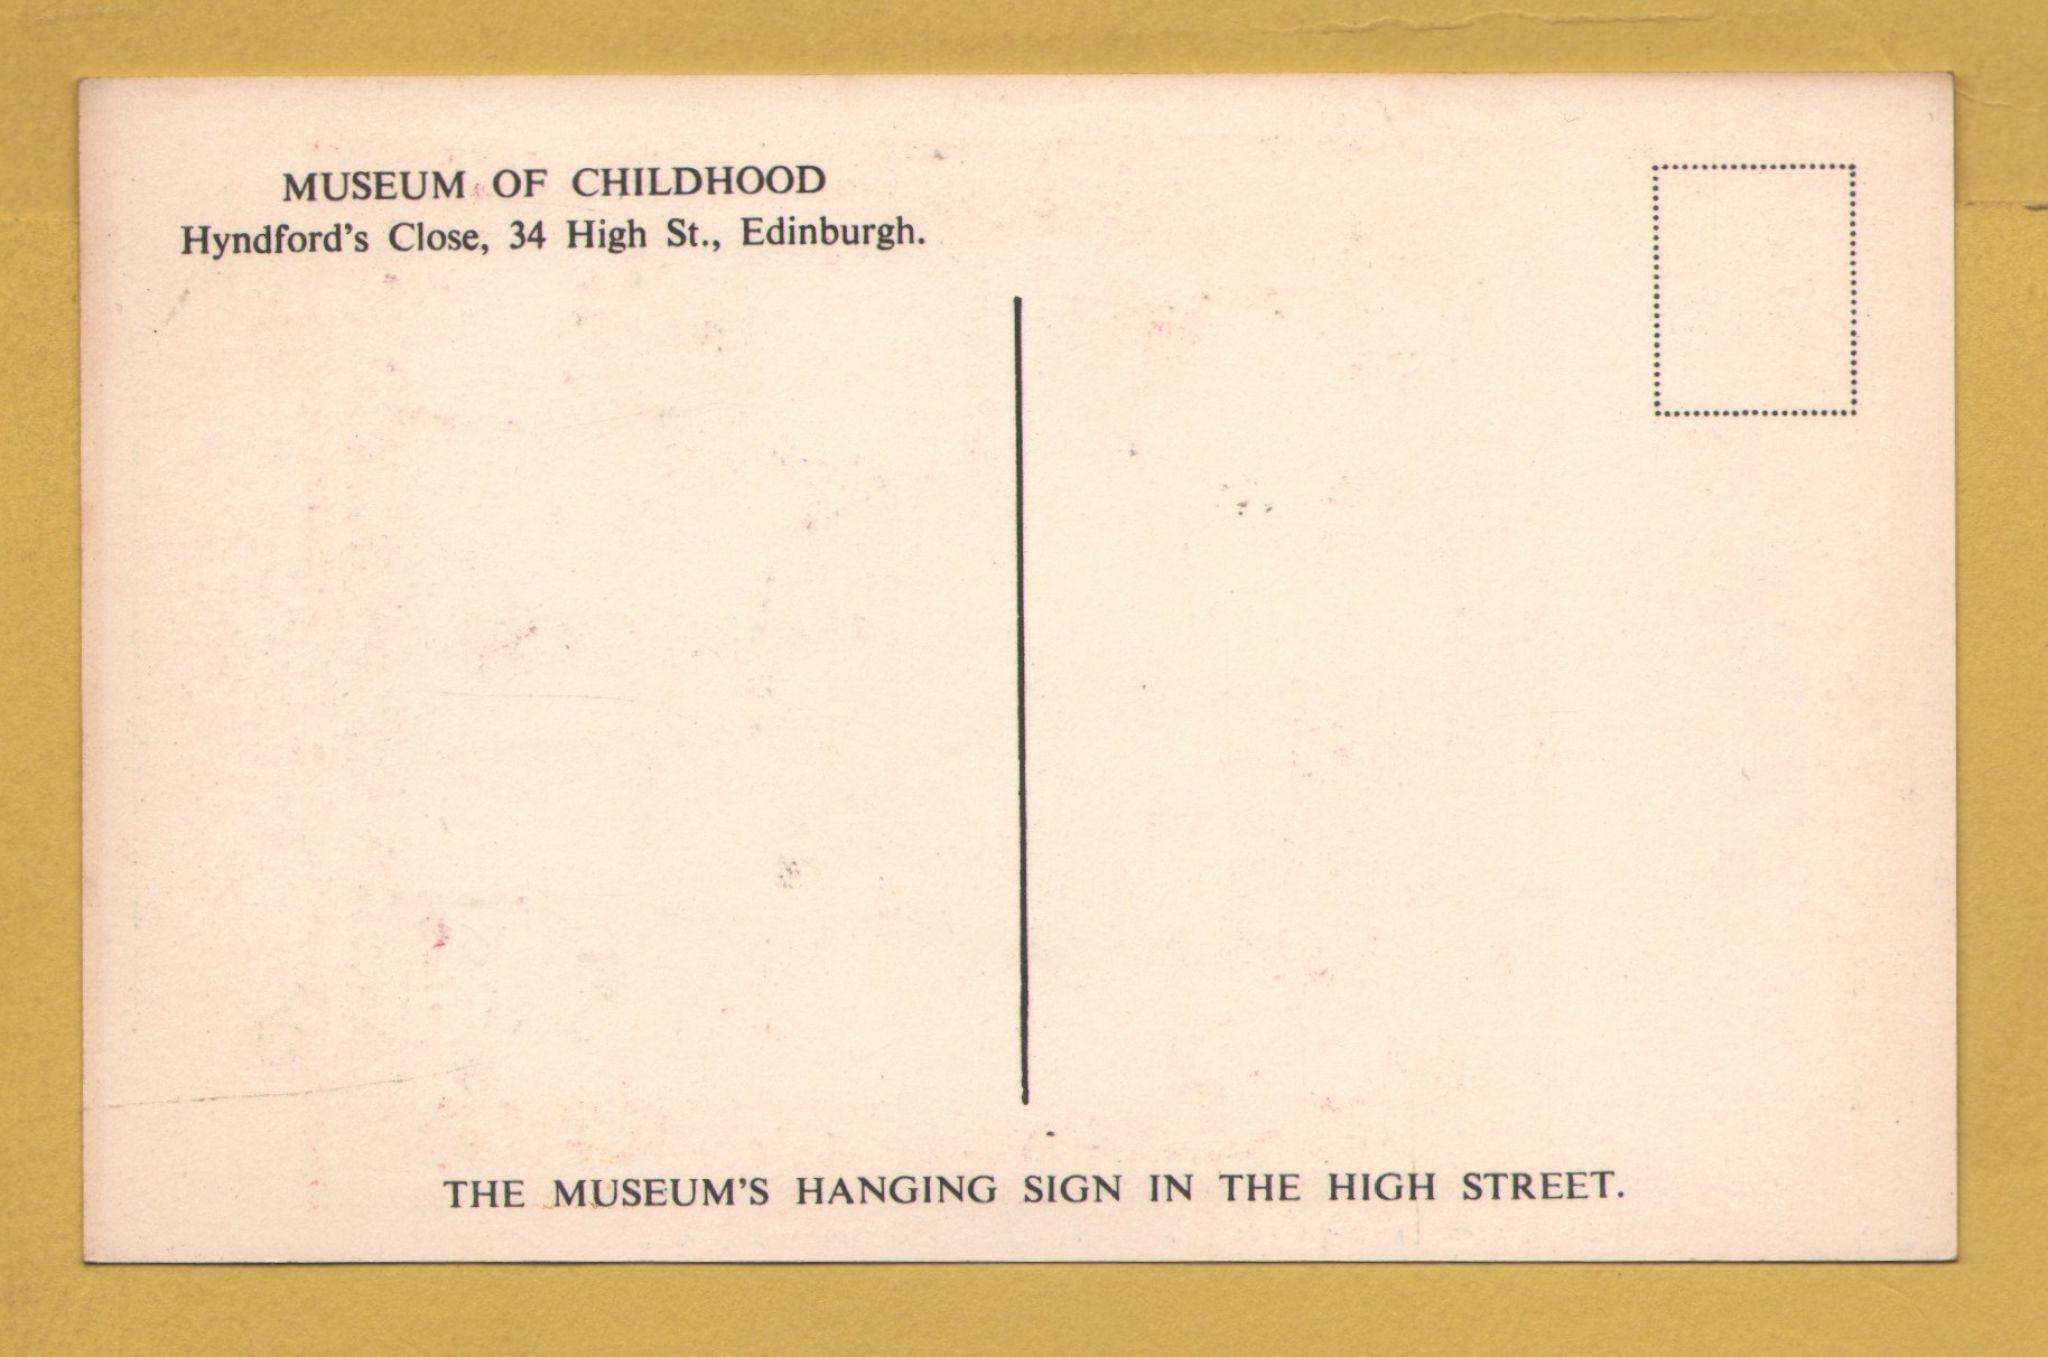 MUSEUM OF CHILDHOOD
Hyndford's Close, 34 High St., Edinburgh.
THE MUSEUM'S HANGING SIGN IN THE HIGH STREET.